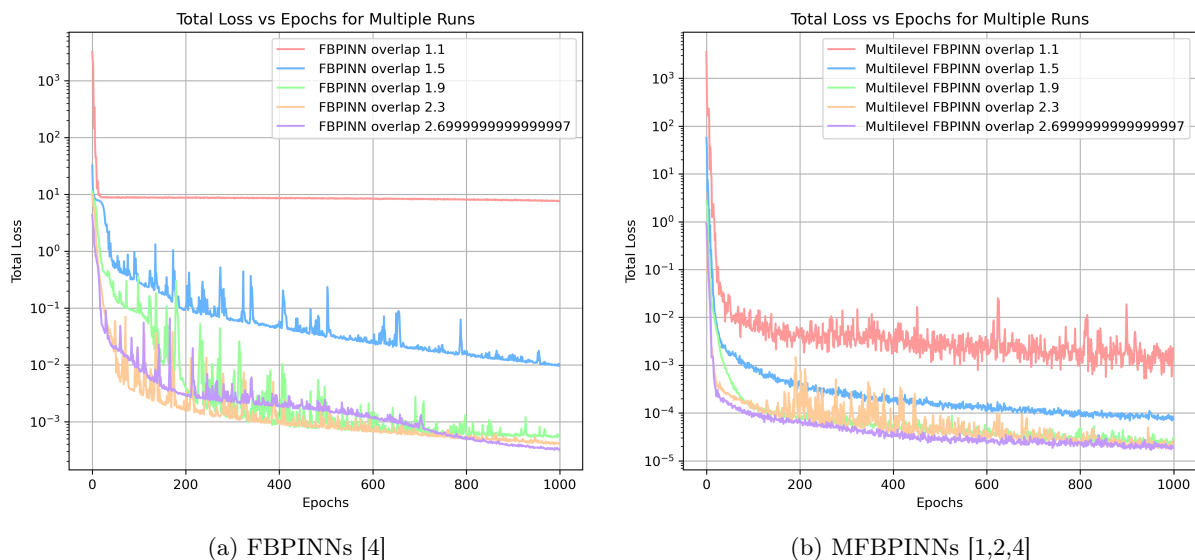 Total Loss vs Epochs for Multiple Runs
FBPINN overlap 1.1
FBPINN overlap 1.5
FBPINN overlap 1.9
FBPINN overlap 2.3
FBPINN overlap 2.6999999999999997
10³
10²
10¹
10⁰
10⁻¹
10⁻²
10⁻³
Total Loss
0 200 400 600 800 1000
Epochs
(a) FBPINNs [4]
Total Loss vs Epochs for Multiple Runs
Multilevel FBPINN overlap 1.1
Multilevel FBPINN overlap 1.5
Multilevel FBPINN overlap 1.9
Multilevel FBPINN overlap 2.3
Multilevel FBPINN overlap 2.6999999999999997
10³
10²
10¹
10⁰
10⁻¹
10⁻²
10⁻³
10⁻⁴
10⁻⁵
Total Loss
0 200 400 600 800 1000
Epochs
(b) MFBPINNs [1,2,4]